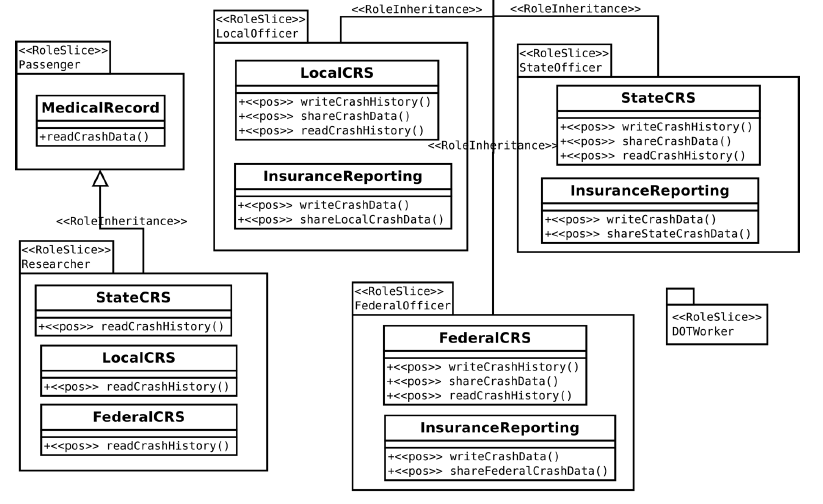 <<RoleSlice>>
Passenger
MedicalRecord
+readCrashData()
<<RoleInheritance>>
<<RoleSlice>>
Researcher
StateCRS
+<<pos>> readCrashHistory()
LocalCRS
+<<pos>> readCrashHistory()
FederalCRS
+<<pos>> readCrashHistory()
<<RoleSlice>>
LocalOfficer
LocalCRS
+<<pos>> writeCrashHistory()
+<<pos>> shareCrashData()
+<<pos>> readCrashHistory()
InsuranceReporting
+<<pos>> writeCrashData()
+<<pos>> shareLocalCrashData()
<<RoleInheritance>>
<<RoleInheritance>>
<<RoleInheritance>>
<<RoleSlice>>
StateOfficer
StateCRS
+<<pos>> writeCrashHistory()
+<<pos>> shareCrashData()
+<<pos>> readCrashHistory()
InsuranceReporting
+<<pos>> writeCrashData()
+<<pos>> shareStateCrashData()
<<RoleSlice>>
FederalOfficer
FederalCRS
+<<pos>> writeCrashHistory()
+<<pos>> shareCrashData()
+<<pos>> readCrashHistory()
InsuranceReporting
+<<pos>> writeCrashData()
+<<pos>> shareFederalCrashData()
<<RoleSlice>>
DOTWorker